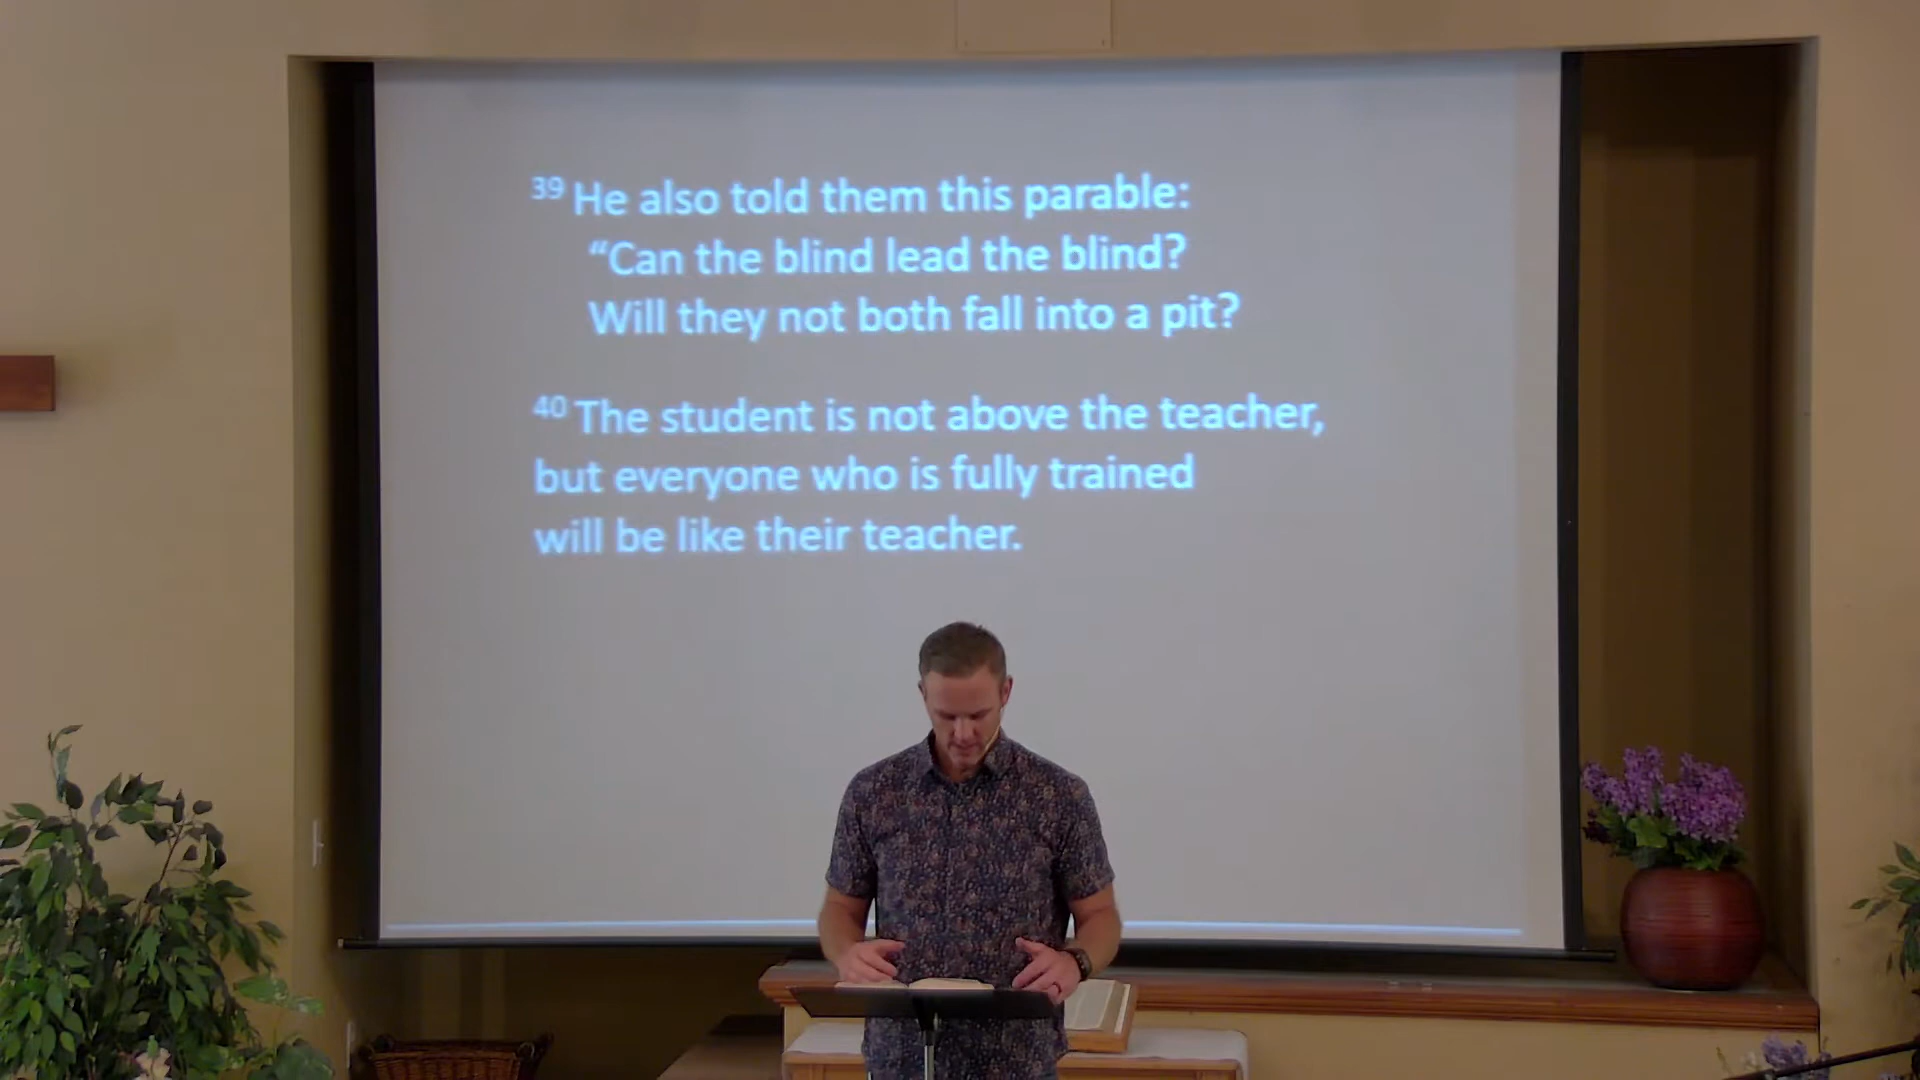 39 He also told them this parable:
“Can the blind lead the blind?
Will they not both fall into a pit?
40 The student is not above the teacher,
but everyone who is fully trained
will be like their teacher.